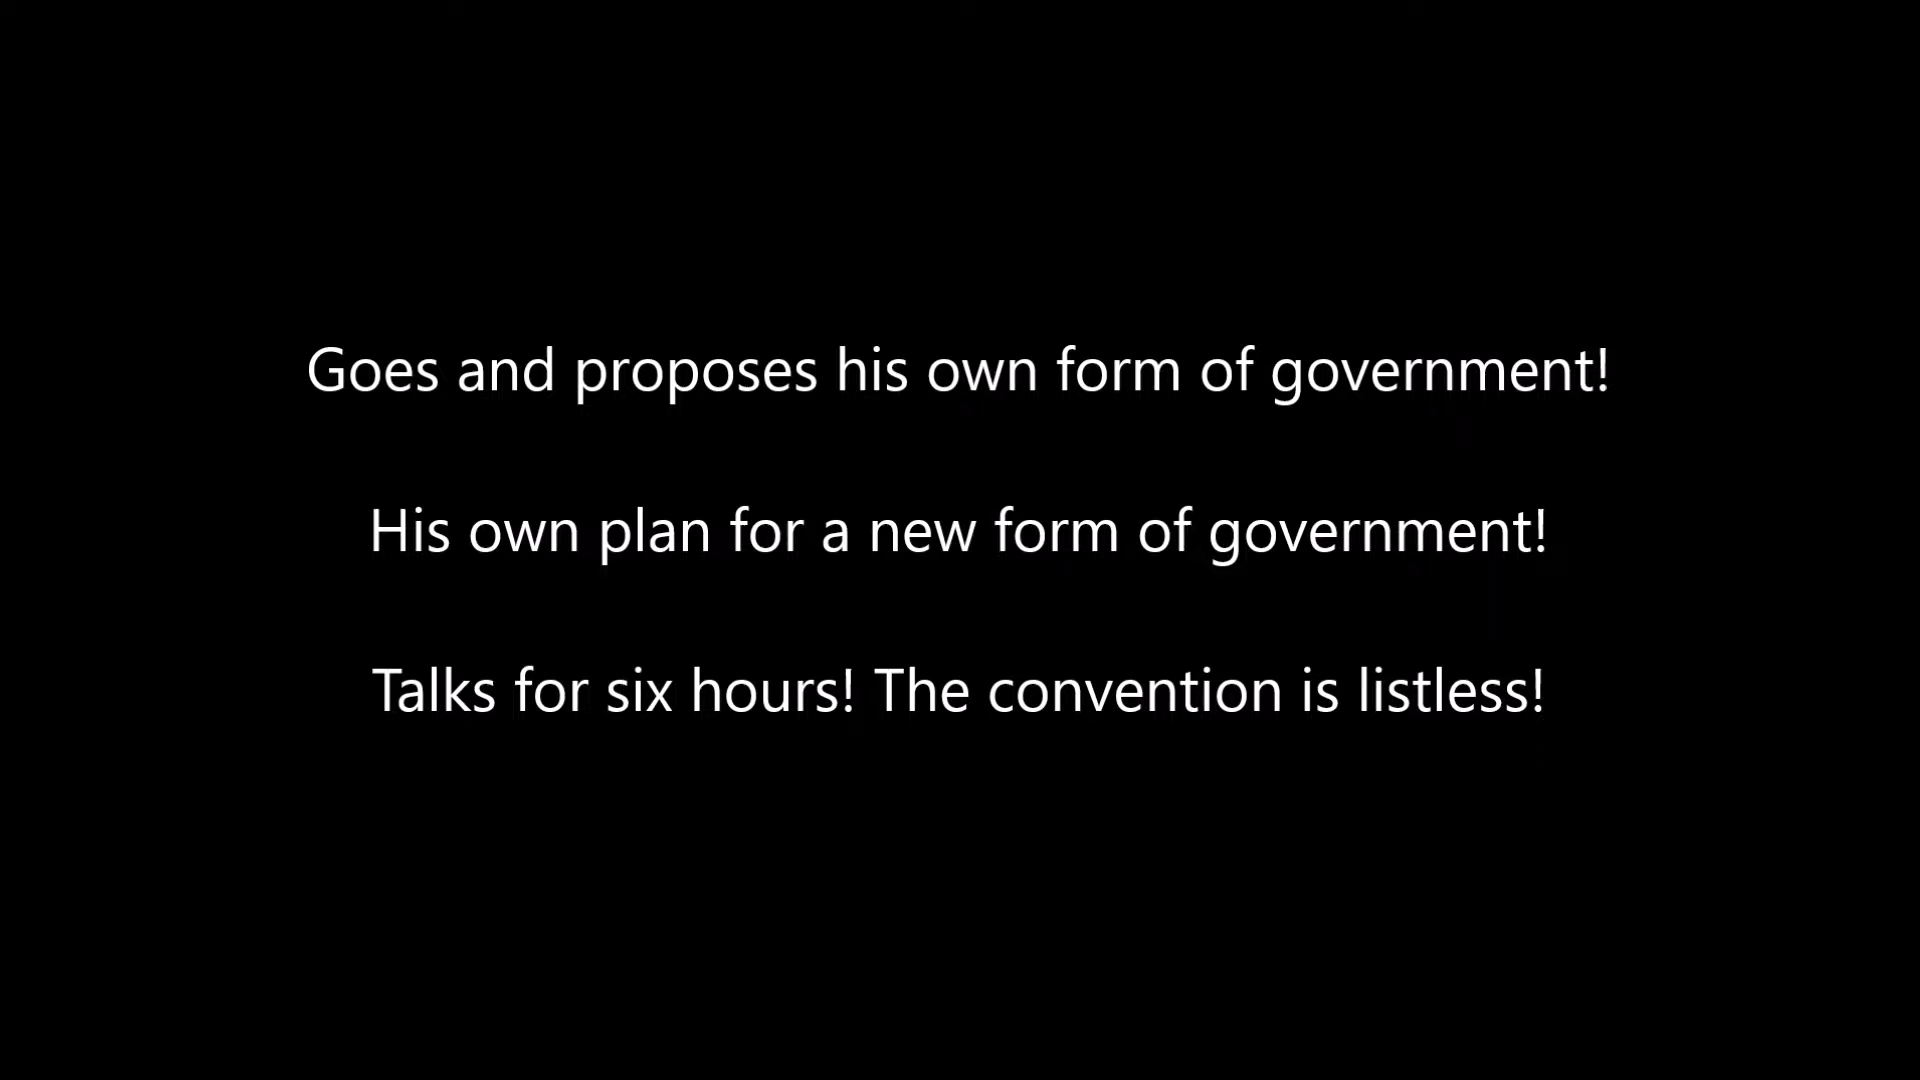 Goes and proposes his own form of government!
His own plan for a new form of government!
Talks for six hours! The convention is listless!